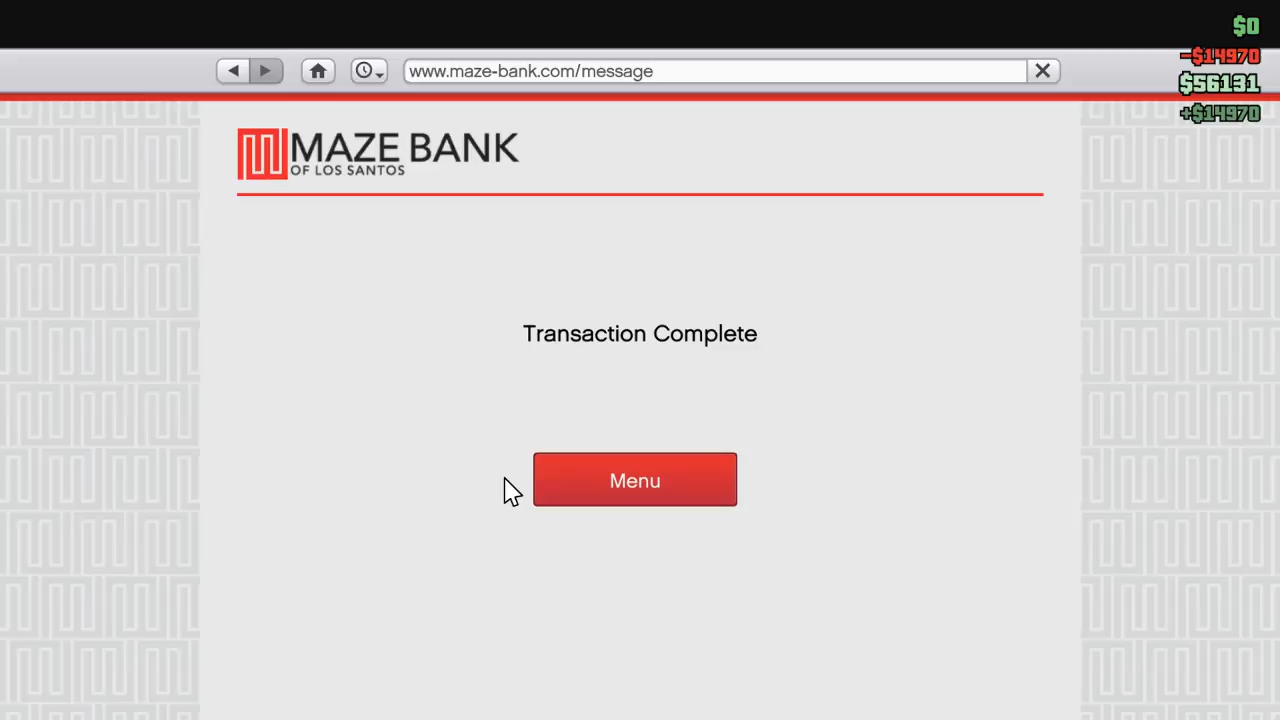 $0
-$14970
www.maze-bank.com/message
$56131
+$14970
MAZE BANK
OF LOS SANTOS
Transaction Complete
Menu